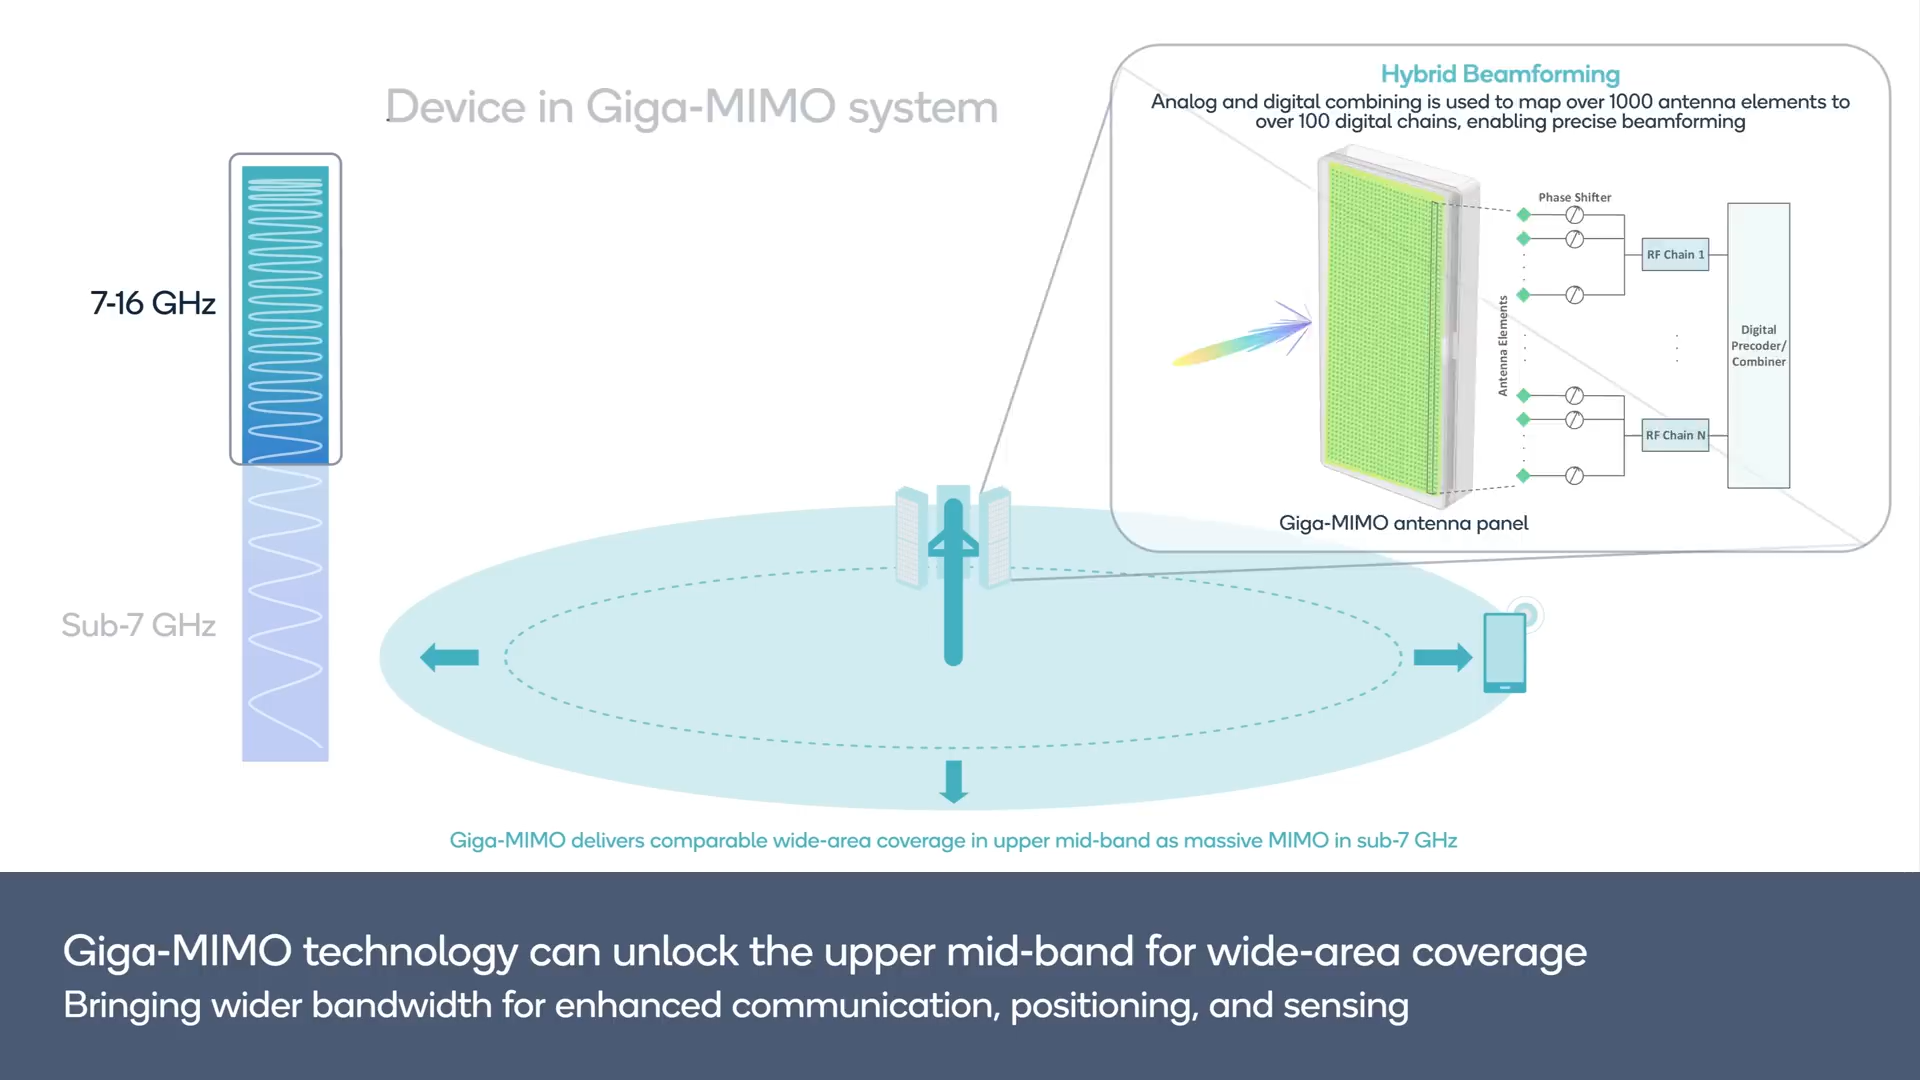 Device in Giga-MIMO system
7-16 GHz
Sub-7 GHz
Hybrid Beamforming
Analog and digital combining is used to map over 1000 antenna elements to
over 100 digital chains, enabling precise beamforming
Phase Shifter
Antenna Elements
RF Chain 1
RF Chain N
Digital
Precoder/
Combiner
Giga-MIMO antenna panel
Giga-MIMO delivers comparable wide-area coverage in upper mid-band as massive MIMO in sub-7 GHz
Giga-MIMO technology can unlock the upper mid-band for wide-area coverage
Bringing wider bandwidth for enhanced communication, positioning, and sensing